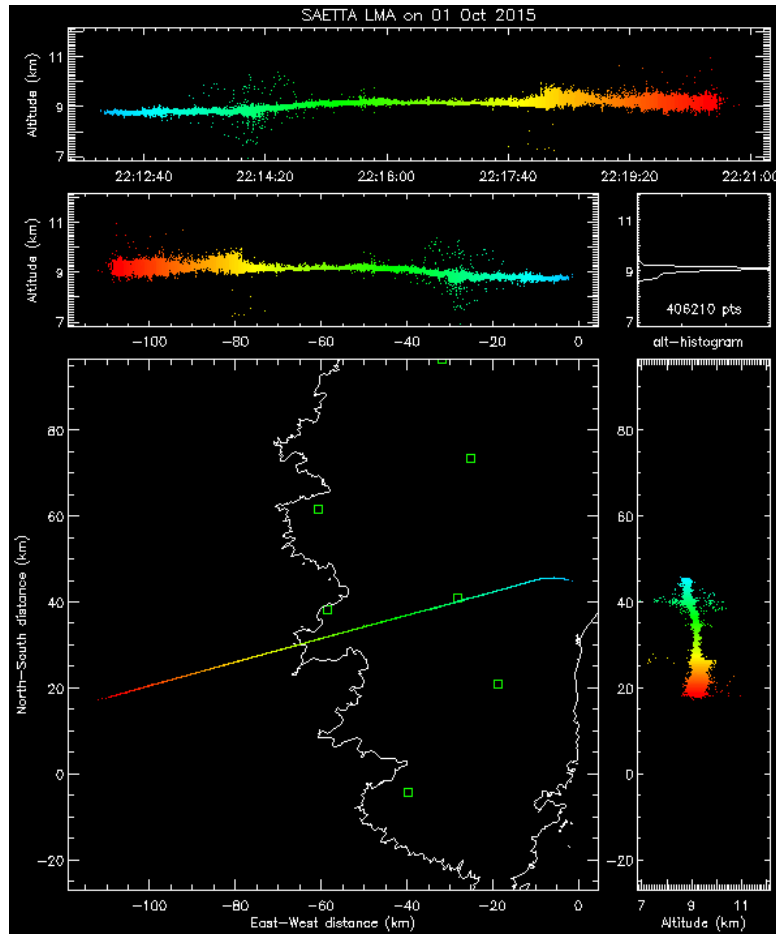 SAETTA LMA on 01 Oct 2015
Altitude (km)
11
9
7
22:12:40 22:14:20 22:16:00 22:17:40 22:19:20 22:21:00
Altitude (km)
11
9
7
−100 −80 −60 −40 −20 0
11
9
7
406210 pts
alt−histogram
North−South distance (km)
80
60
40
20
0
−20
−100 −80 −60 −40 −20 0
East−West distance (km)
80
60
40
20
0
−20
7 9 11
Altitude (km)